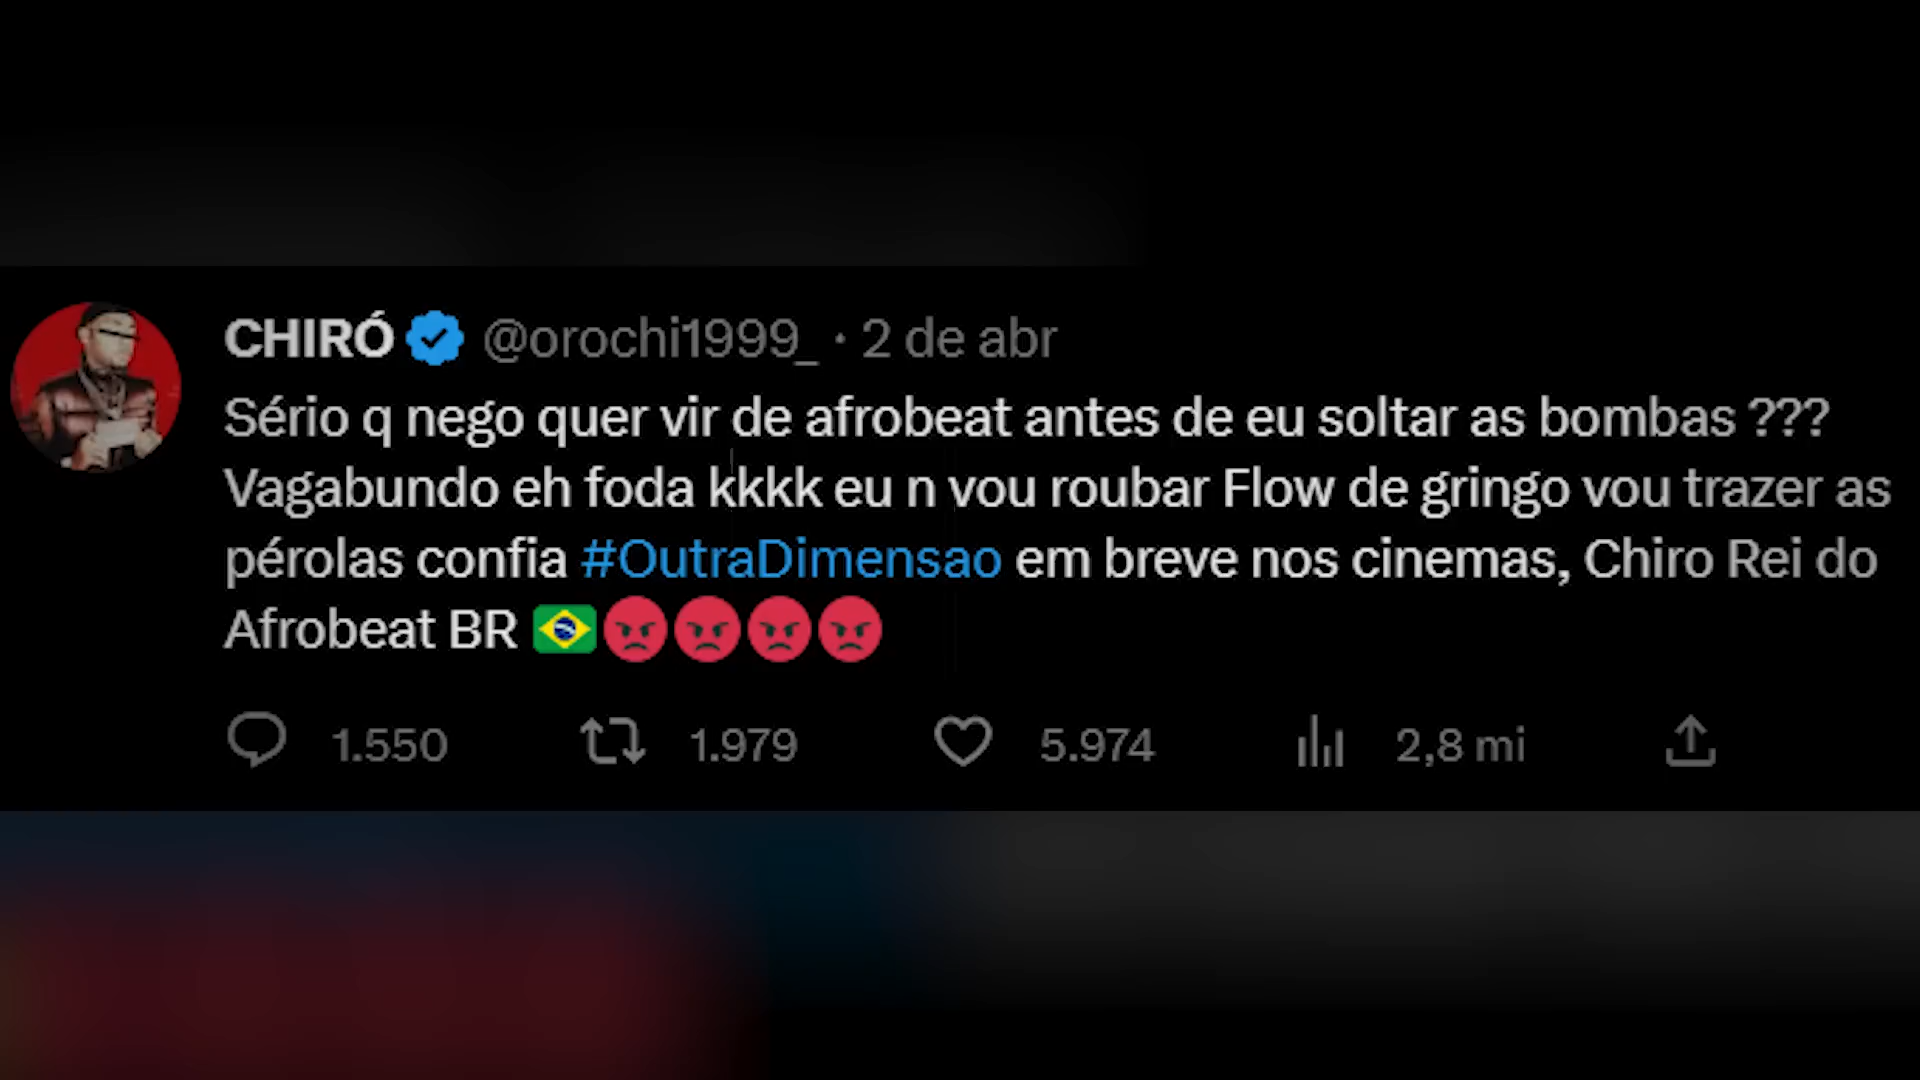 CHIRÓ @orochi1999_ · 2 de abr
Sério q nego quer vir de afrobeat antes de eu soltar as bombas ???
Vagabundo eh foda kkkk eu n vou roubar Flow de gringo vou trazer as
pérolas confia #OutraDimensao em breve nos cinemas, Chiro Rei do
Afrobeat BR 🇧🇷😡😡😡😡
1.550 1.979 5.974 2,8 mi